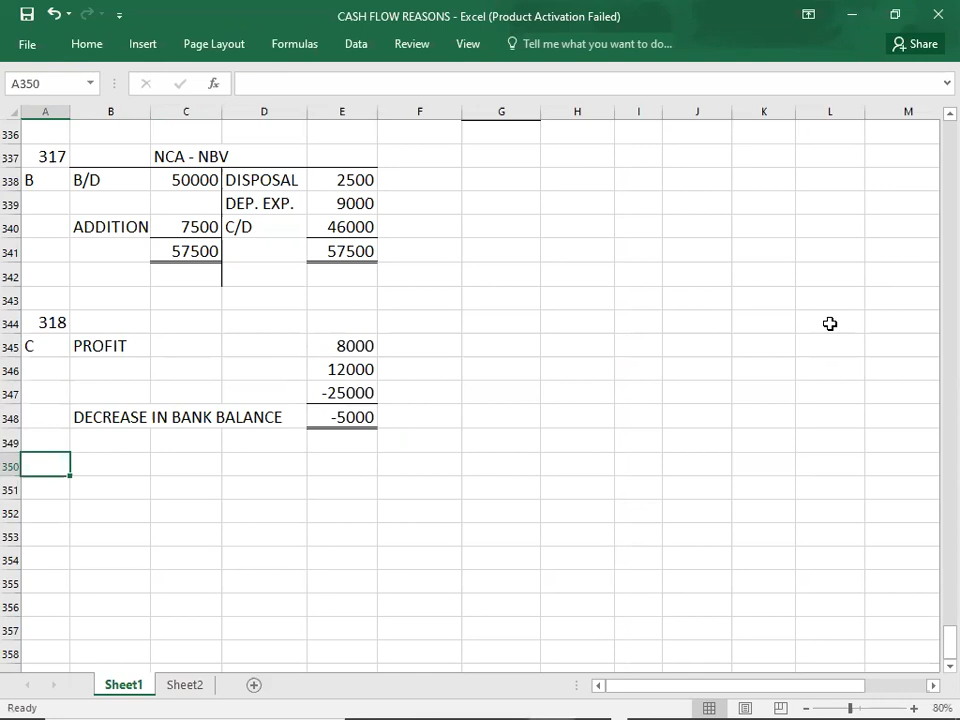 CASH FLOW REASONS - Excel (Product Activation Failed)
File Home Insert Page Layout Formulas Data Review View Tell me what you want to do... Share
A350 fx
A B C D E F G H I J K L M
336
337 317 NCA - NBV
338 B B/D 50000 DISPOSAL 2500
339 DEP. EXP. 9000
340 ADDITION 7500 C/D 46000
341 57500 57500
342
343
344 318
345 C PROFIT 8000
346 12000
347 -25000
348 DECREASE IN BANK BALANCE -5000
349
350
351
352
353
354
355
356
357
358
Sheet1 Sheet2
Ready 80%